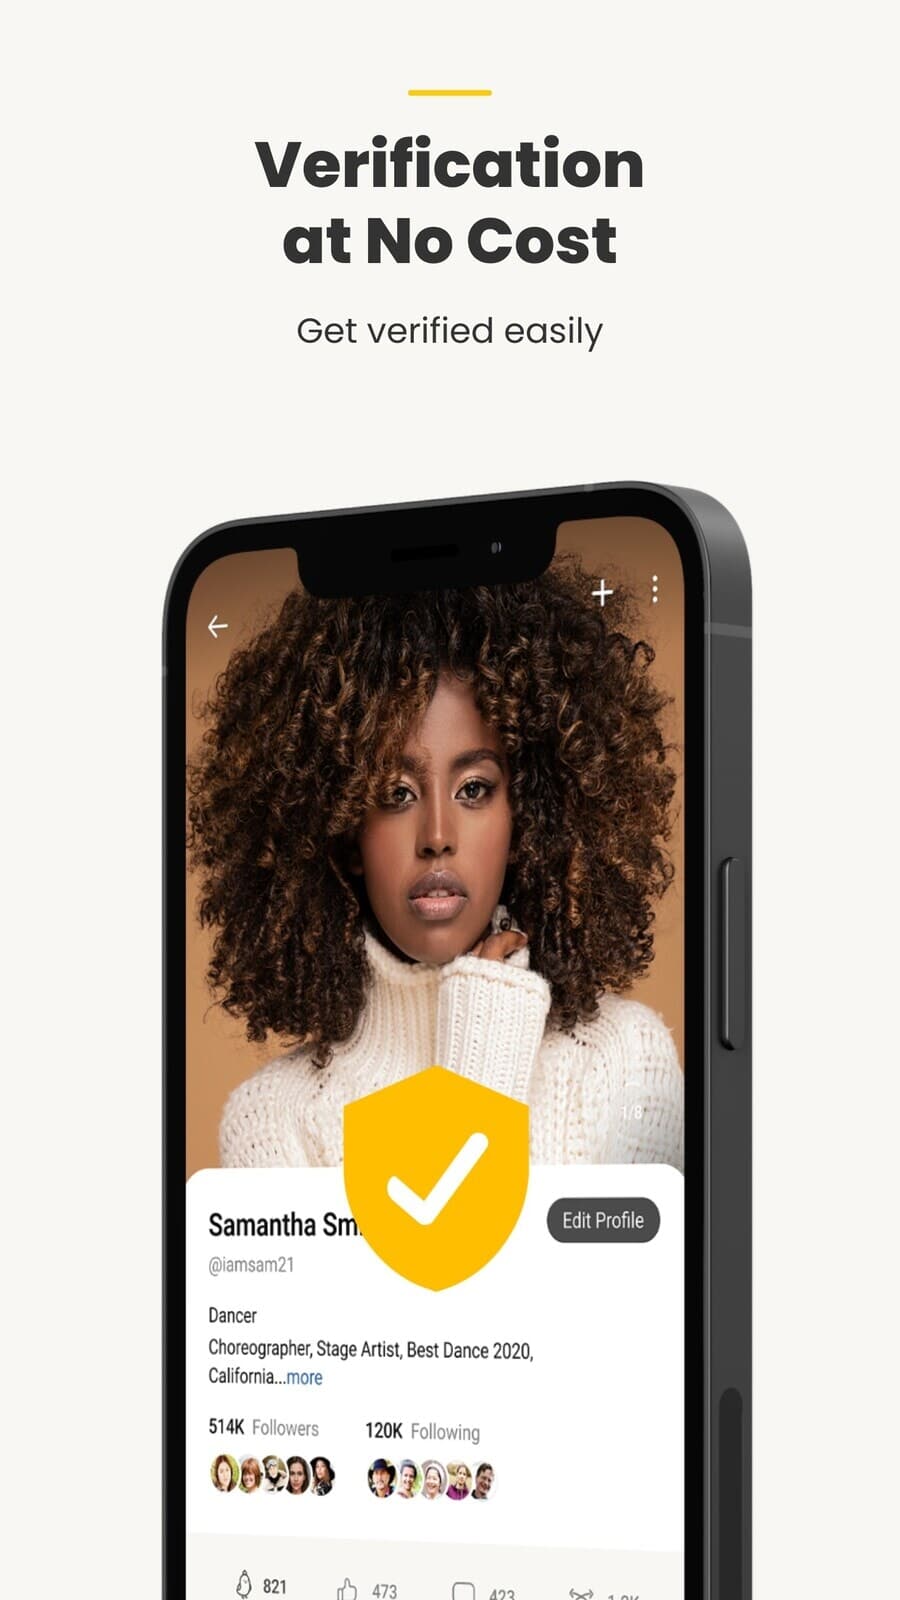 Verification
at No Cost
Get verified easily
1/8
Samantha Sm
Edit Profile
@iamsam21
Dancer
Choreographer, Stage Artist, Best Dance 2020,
California...more
514K Followers
120K Following
821 473 423